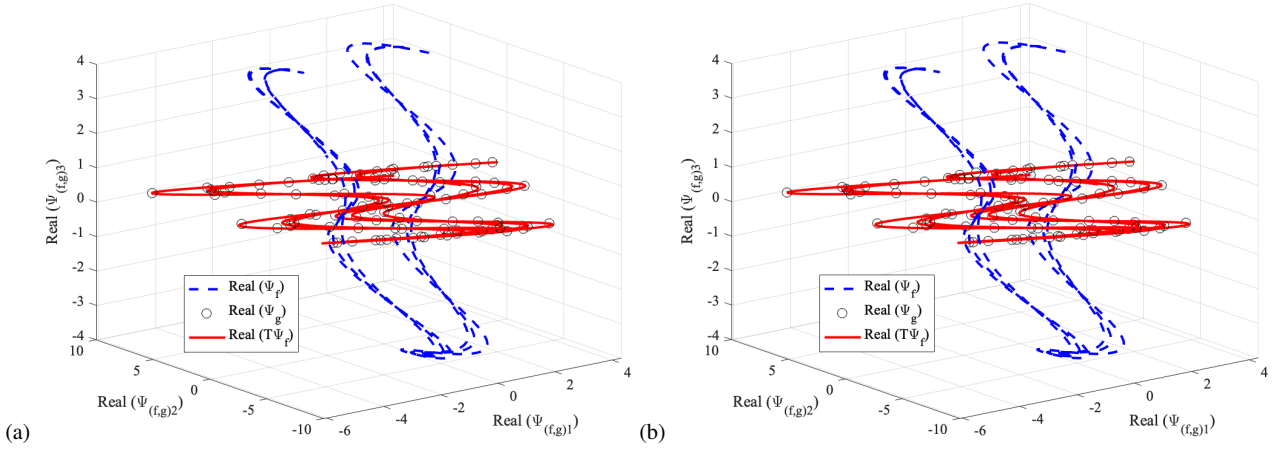 4
3
2
1
0
-1
-2
-3
-4
Real (Ψ(f,g)3)
Real (Ψf)
Real (Ψg)
Real (TΨf)
10
5
0
-5
-10
Real (Ψ(f,g)2)
-6
-4
-2
0
2
4
Real (Ψ(f,g)1)
(a)
4
3
2
1
0
-1
-2
-3
-4
Real (Ψ(f,g)3)
Real (Ψf)
Real (Ψg)
Real (TΨf)
10
5
0
-5
-10
Real (Ψ(f,g)2)
-6
-4
-2
0
2
4
Real (Ψ(f,g)1)
(b)